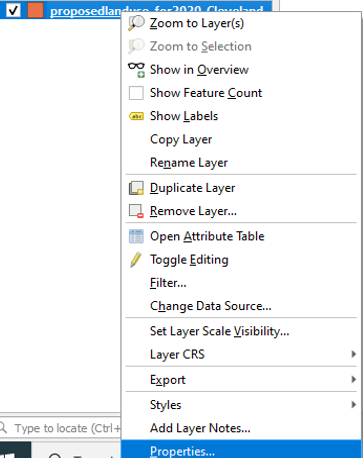 proposedlanduse_for2020_Cleveland
Zoom to Layer(s)
Zoom to Selection
Show in Overview
Show Feature Count
abc Show Labels
Copy Layer
Rename Layer
Duplicate Layer
Remove Layer...
Open Attribute Table
Toggle Editing
Filter...
Change Data Source...
Set Layer Scale Visibility...
Layer CRS
Export
Styles
Type to locate (Ctrl+
Add Layer Notes...
Properties...